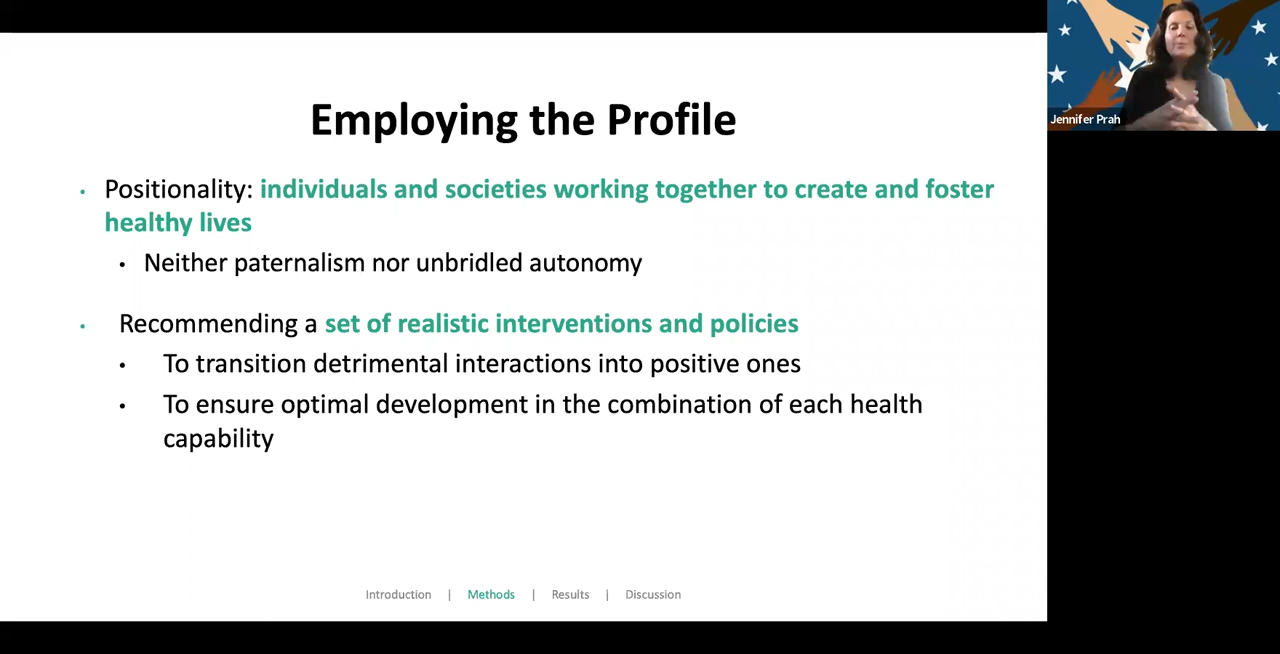 Employing the Profile
• Positionality: individuals and societies working together to create and foster
healthy lives
• Neither paternalism nor unbridled autonomy
• Recommending a set of realistic interventions and policies
• To transition detrimental interactions into positive ones
• To ensure optimal development in the combination of each health
capability
Introduction | Methods | Results | Discussion
Jennifer Prah